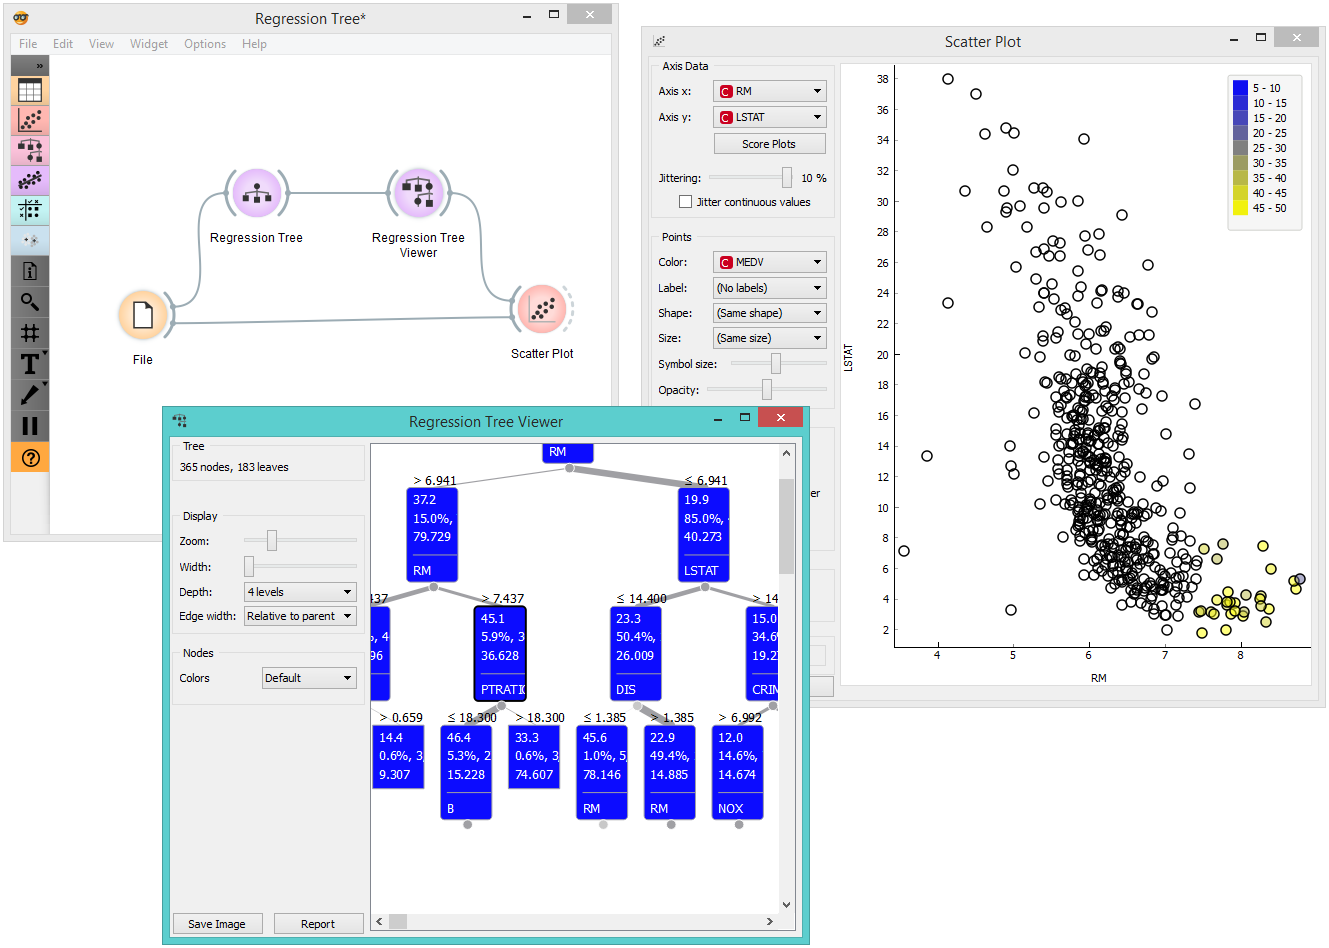 Regression Tree*
File Edit View Widget Options Help
»
Regression Tree
Regression Tree
Viewer
File
Scatter Plot
Scatter Plot
Axis Data
Axis x: C RM
Axis y: C LSTAT
Score Plots
Jittering: 10 %
Jitter continuous values
Points
Color: C MEDV
Label: (No labels)
Shape: (Same shape)
Size: (Same size)
Symbol size:
Opacity:
er
38
36
34
32
30
28
26
24
22
20
18
16
14
12
10
8
6
4
2
LSTAT
4 5 6 7 8
RM
5 - 10
10 - 15
15 - 20
20 - 25
25 - 30
30 - 35
35 - 40
40 - 45
45 - 50
Regression Tree Viewer
Tree
365 nodes, 183 leaves
Display
Zoom:
Width:
Depth: 4 levels
Edge width: Relative to parent
Nodes
Colors Default
Save Image Report
RM
> 6.941
37.2
15.0%,
79.729
RM
≤ 6.941
19.9
85.0%,
40.273
LSTAT
.437
%, 4
96
> 7.437
45.1
5.9%, 3
36.628
PTRATIO
≤ 14.400
23.3
50.4%,
26.009
DIS
> 14.
15.0
34.6%
19.27
CRIM
> 0.659
14.4
0.6%, 3
9.307
≤ 18.300
46.4
5.3%, 2
15.228
B
> 18.300
33.3
0.6%, 3
74.607
≤ 1.385
45.6
1.0%, 5
78.146
RM
> 1.385
22.9
49.4%,
14.885
RM
> 6.992
12.0
14.6%,
14.674
NOX